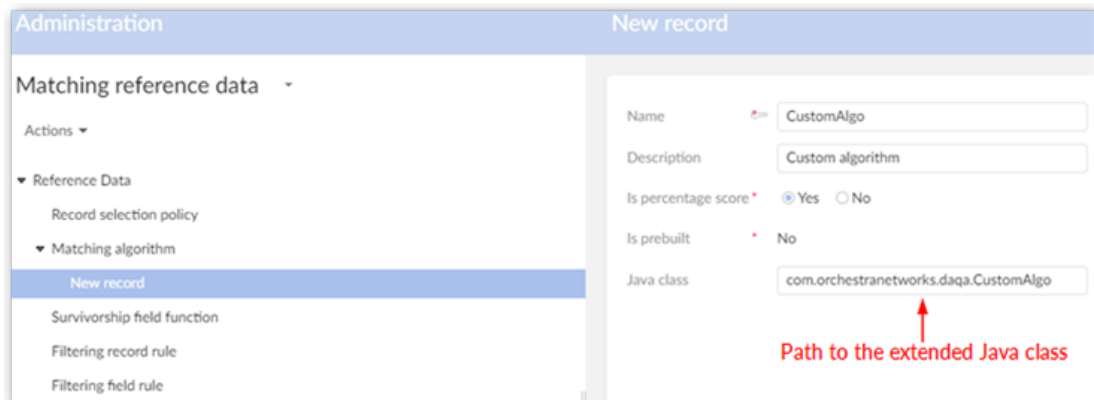 Administration
New record
Matching reference data
Actions
Reference Data
Record selection policy
Matching algorithm
New record
Survivorship field function
Filtering record rule
Filtering field rule
Name * CustomAlgo
Description Custom algorithm
Is percentage score * Yes No
Is prebuilt * No
Java class com.orchestranetworks.daqa.CustomAlgo
Path to the extended Java class